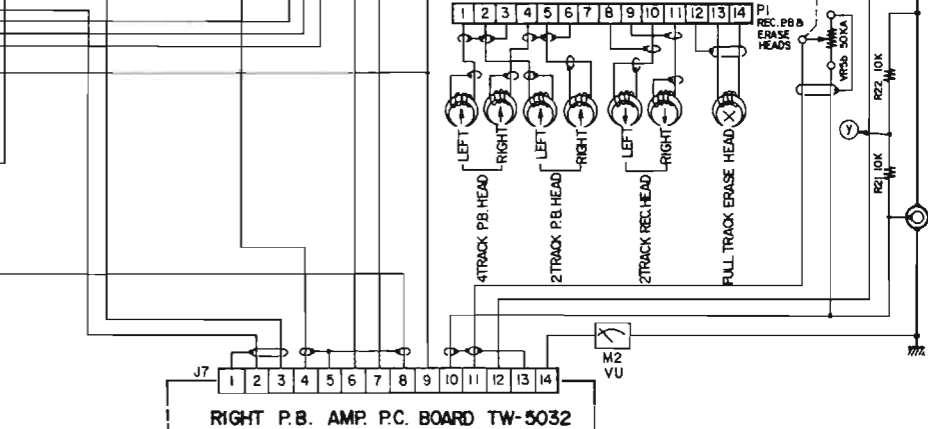 1 2 3 4 5 6 7 8 9 10 11 12 13 14
P1
REC. P.B &
ERASE
HEADS
VR5b 50KA
R22 10K
Y
R21 10K
LEFT
RIGHT
LEFT
RIGHT
LEFT
RIGHT
4TRACK P.B. HEAD
2TRACK P.B. HEAD
2TRACK REC. HEAD
FULL TRACK ERASE HEAD
M2
VU
J7
1 2 3 4 5 6 7 8 9 10 11 12 13 14
RIGHT P.B. AMP. P.C. BOARD TW-5032